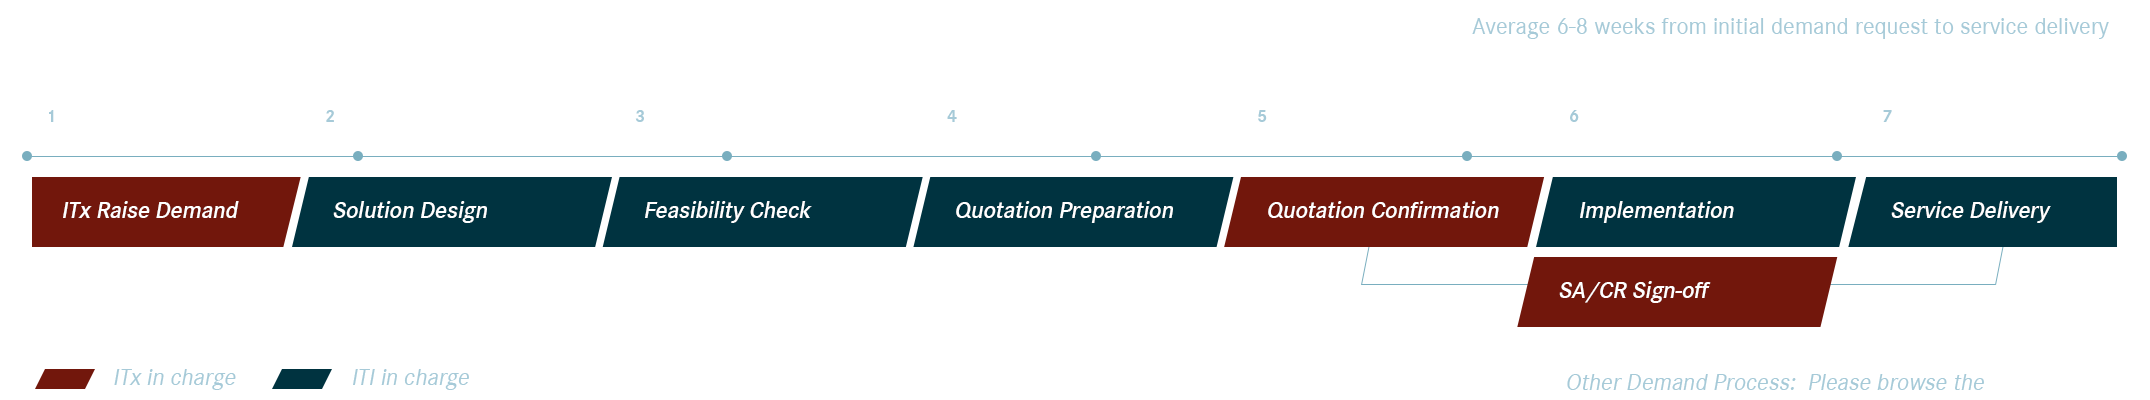 Average 6-8 weeks from initial demand request to service delivery
1 2 3 4 5 6 7
ITx Raise Demand Solution Design Feasibility Check Quotation Preparation Quotation Confirmation Implementation Service Delivery
SA/CR Sign-off
ITx in charge ITI in charge
Other Demand Process: Please browse the